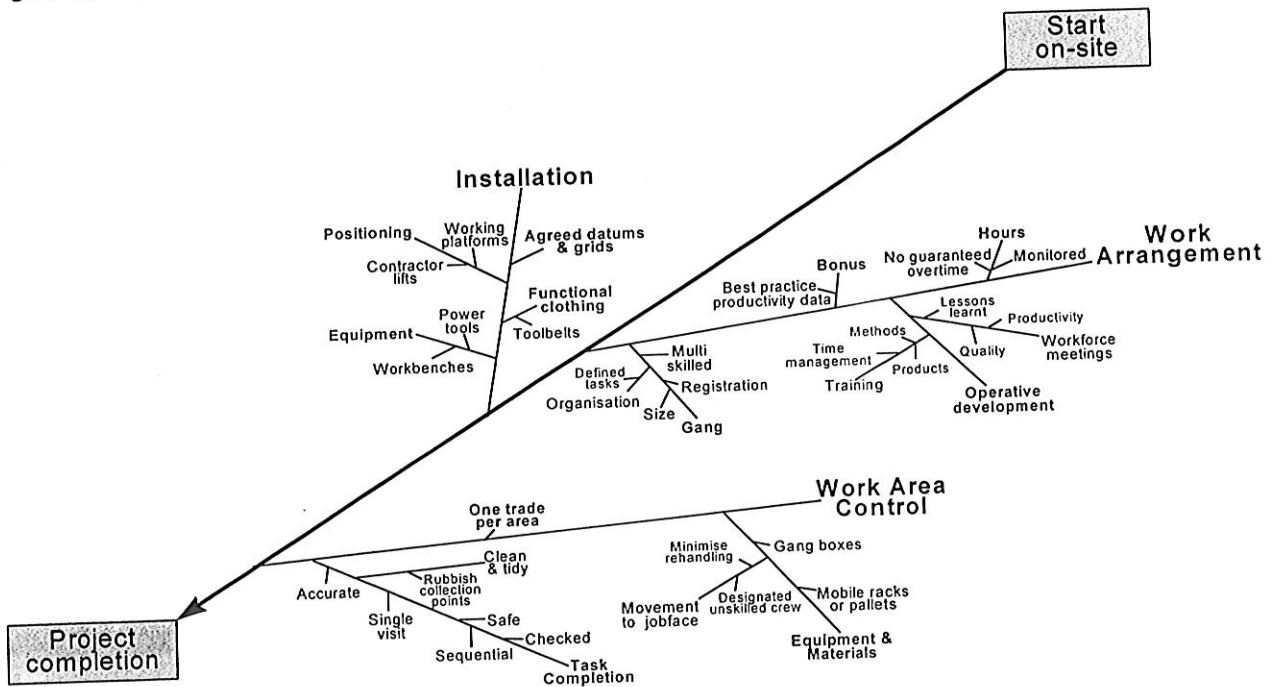 Start
on-site
Installation
Positioning
Working
platforms
Agreed datums
& grids
Contractor
lifts
Functional
clothing
Power
tools
Equipment
Toolbelts
Workbenches
Work
Arrangement
Hours
No guaranteed
overtime
Monitored
Bonus
Best practice
productivity data
Lessons
learnt
Productivity
Workforce
meetings
Quality
Methods
Time
management
Products
Training
Operative
development
Multi
skilled
Defined
tasks
Registration
Organisation
Size
Gang
Work Area
Control
One trade
per area
Clean
& tidy
Rubbish
collection
points
Accurate
Single
visit
Safe
Checked
Sequential
Task
Completion
Minimise
rehandling
Gang boxes
Designated
unskilled crew
Movement
to jobface
Mobile racks
or pallets
Equipment &
Materials
Project
completion